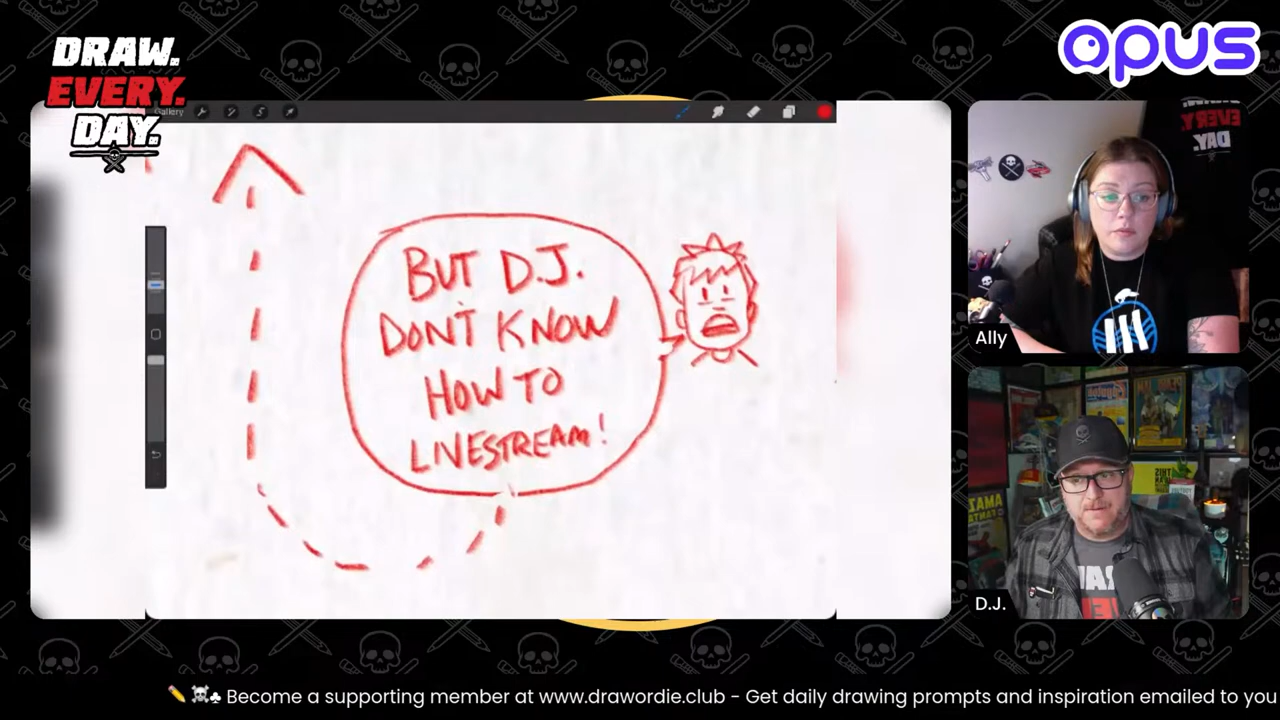 DRAW.
EVERY.
DAY.
opus
Gallery
BUT D.J.
DON'T KNOW
HOW TO
LIVESTREAM!
Ally
D.J.
Become a supporting member at www.drawordie.club - Get daily drawing prompts and inspiration emailed to you